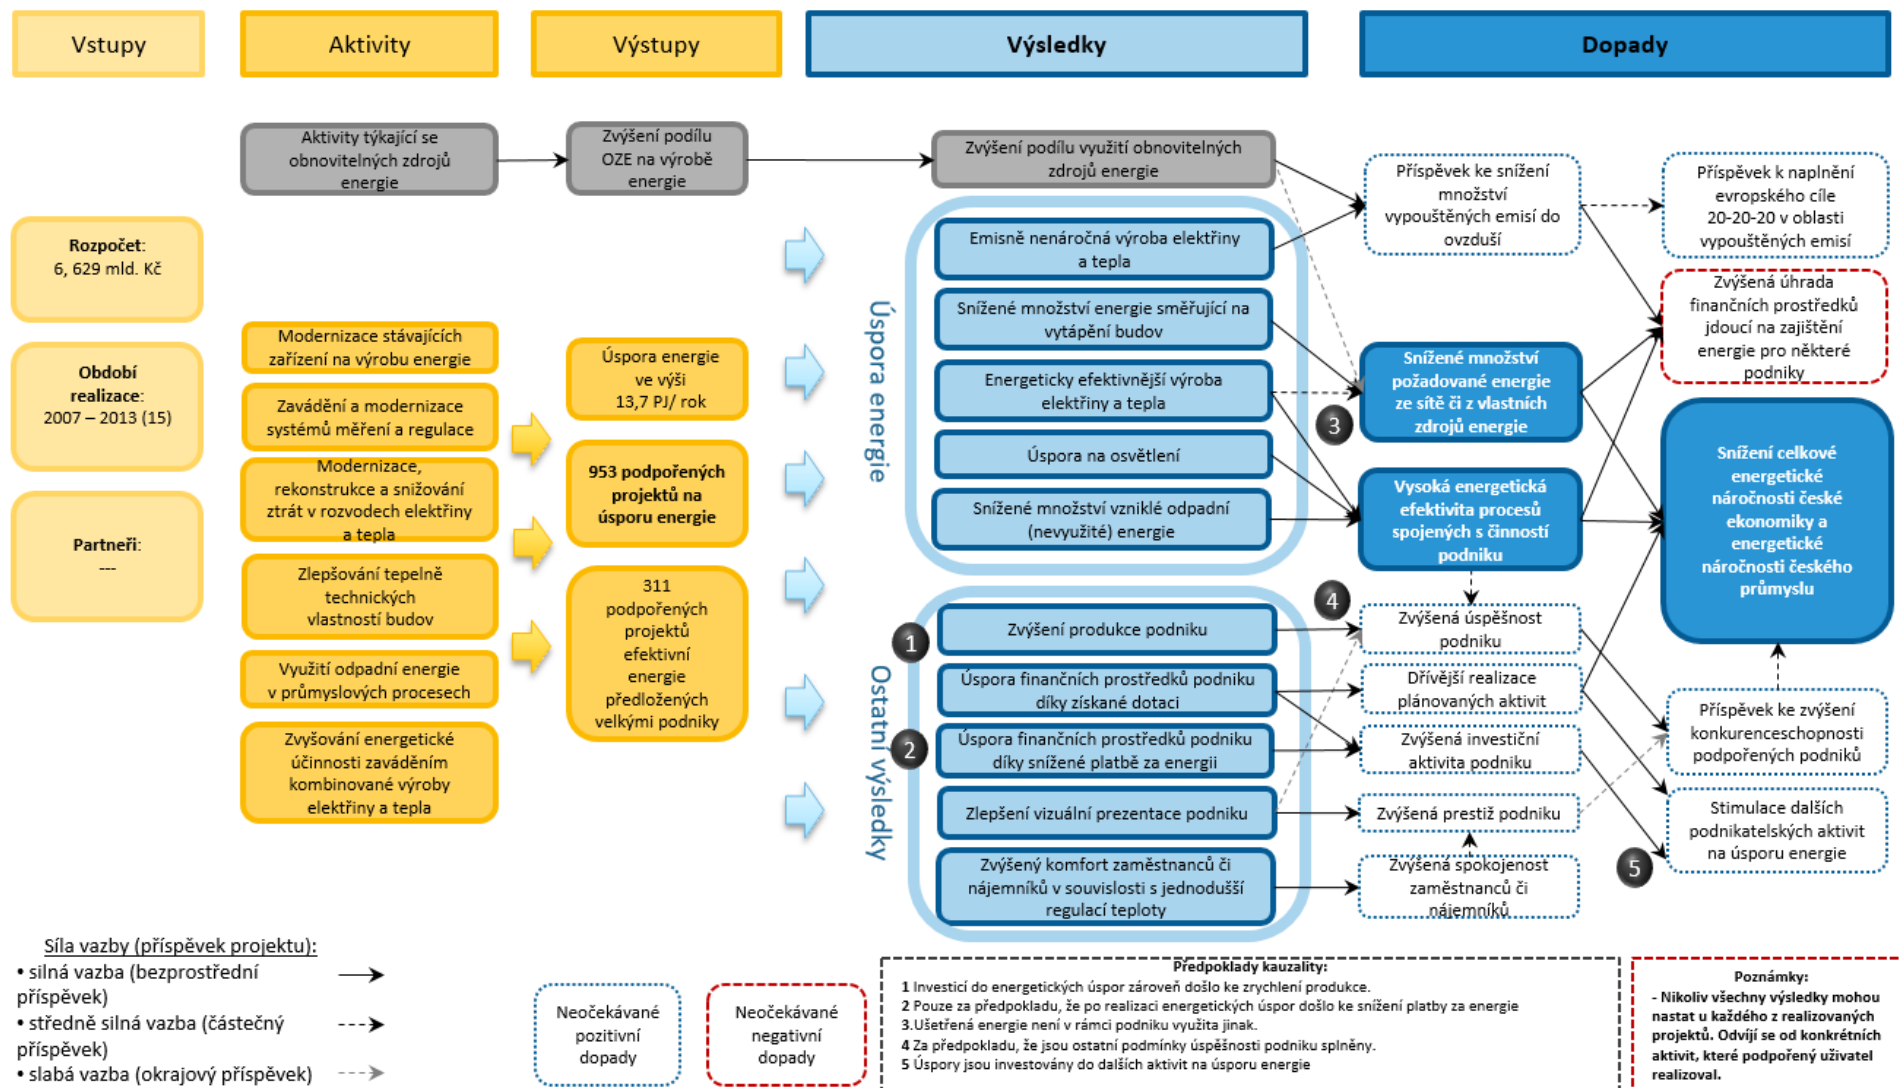 Vstupy
Aktivity
Výstupy
Výsledky
Dopady
Aktivity týkající se
obnovitelných zdrojů
energie
Zvýšení podílu
OZE na výrobě
energie
Zvýšení podílu využití obnovitelných
zdrojů energie
Příspěvek ke snížení
množství
vypouštěných emisí do
ovzduší
Příspěvek k naplnění
evropského cíle
20-20-20 v oblasti
vypouštěných emisí
Rozpočet:
6, 629 mld. Kč
Období
realizace:
2007 – 2013 (15)
Partneři:
---
Modernizace stávajících
zařízení na výrobu energie
Zavádění a modernizace
systémů měření a regulace
Modernizace,
rekonstrukce a snižování
ztrát v rozvodech elektřiny
a tepla
Zlepšování tepelně
technických
vlastností budov
Využití odpadní energie
v průmyslových procesech
Zvyšování energetické
účinnosti zaváděním
kombinované výroby
elektřiny a tepla
Úspora energie
ve výši
13,7 PJ/ rok
953 podpořených
projektů na
úsporu energie
311
podpořených
projektů
efektivní
energie
předložených
velkými podniky
Úspora energie
Emisně nenáročná výroba elektřiny
a tepla
Snížené množství energie směřující na
vytápění budov
Energeticky efektivnější výroba
elektřiny a tepla
Úspora na osvětlení
Snížené množství vzniklé odpadní
(nevyužité) energie
Ostatní výsledky
1
Zvýšení produkce podniku
Úspora finančních prostředků podniku
díky získané dotaci
2
Úspora finančních prostředků podniku
díky snížené platbě za energii
Zlepšení vizuální prezentace podniku
Zvýšený komfort zaměstnanců či
nájemníků v souvislosti s jednodušší
regulací teploty
3
Snížené množství
požadované energie
ze sítě či z vlastních
zdrojů energie
Vysoká energetická
efektivita procesů
spojených s činností
podniku
4
Zvýšená úspěšnost
podniku
Dřívější realizace
plánovaných aktivit
Zvýšená investiční
aktivita podniku
Zvýšená prestiž podniku
Zvýšená spokojenost
zaměstnanců či
nájemníků
Zvýšená úhrada
finančních prostředků
jdoucí na zajištění
energie pro některé
podniky
Snížení celkové
energetické
náročnosti české
ekonomiky a
energetické
náročnosti českého
průmyslu
Příspěvek ke zvýšení
konkurenceschopnosti
podpořených podniků
5
Stimulace dalších
podnikatelských aktivit
na úsporu energie
Síla vazby (příspěvek projektu):
• silná vazba (bezprostřední
příspěvek)
• středně silná vazba (částečný
příspěvek)
• slabá vazba (okrajový příspěvek)
Neočekávané
pozitivní
dopady
Neočekávané
negativní
dopady
Předpoklady kauzality:
1 Investicí do energetických úspor zároveň došlo ke zrychlení produkce.
2 Pouze za předpokladu, že po realizaci energetických úspor došlo ke snížení platby za energie
3.Ušetřená energie není v rámci podniku využita jinak.
4 Za předpokladu, že jsou ostatní podmínky úspěšnosti podniku splněny.
5 Úspory jsou investovány do dalších aktivit na úsporu energie
Poznámky:
- Nikoliv všechny výsledky mohou
nastat u každého z realizovaných
projektů. Odvíjí se od konkrétních
aktivit, které podpořený uživatel
realizoval.